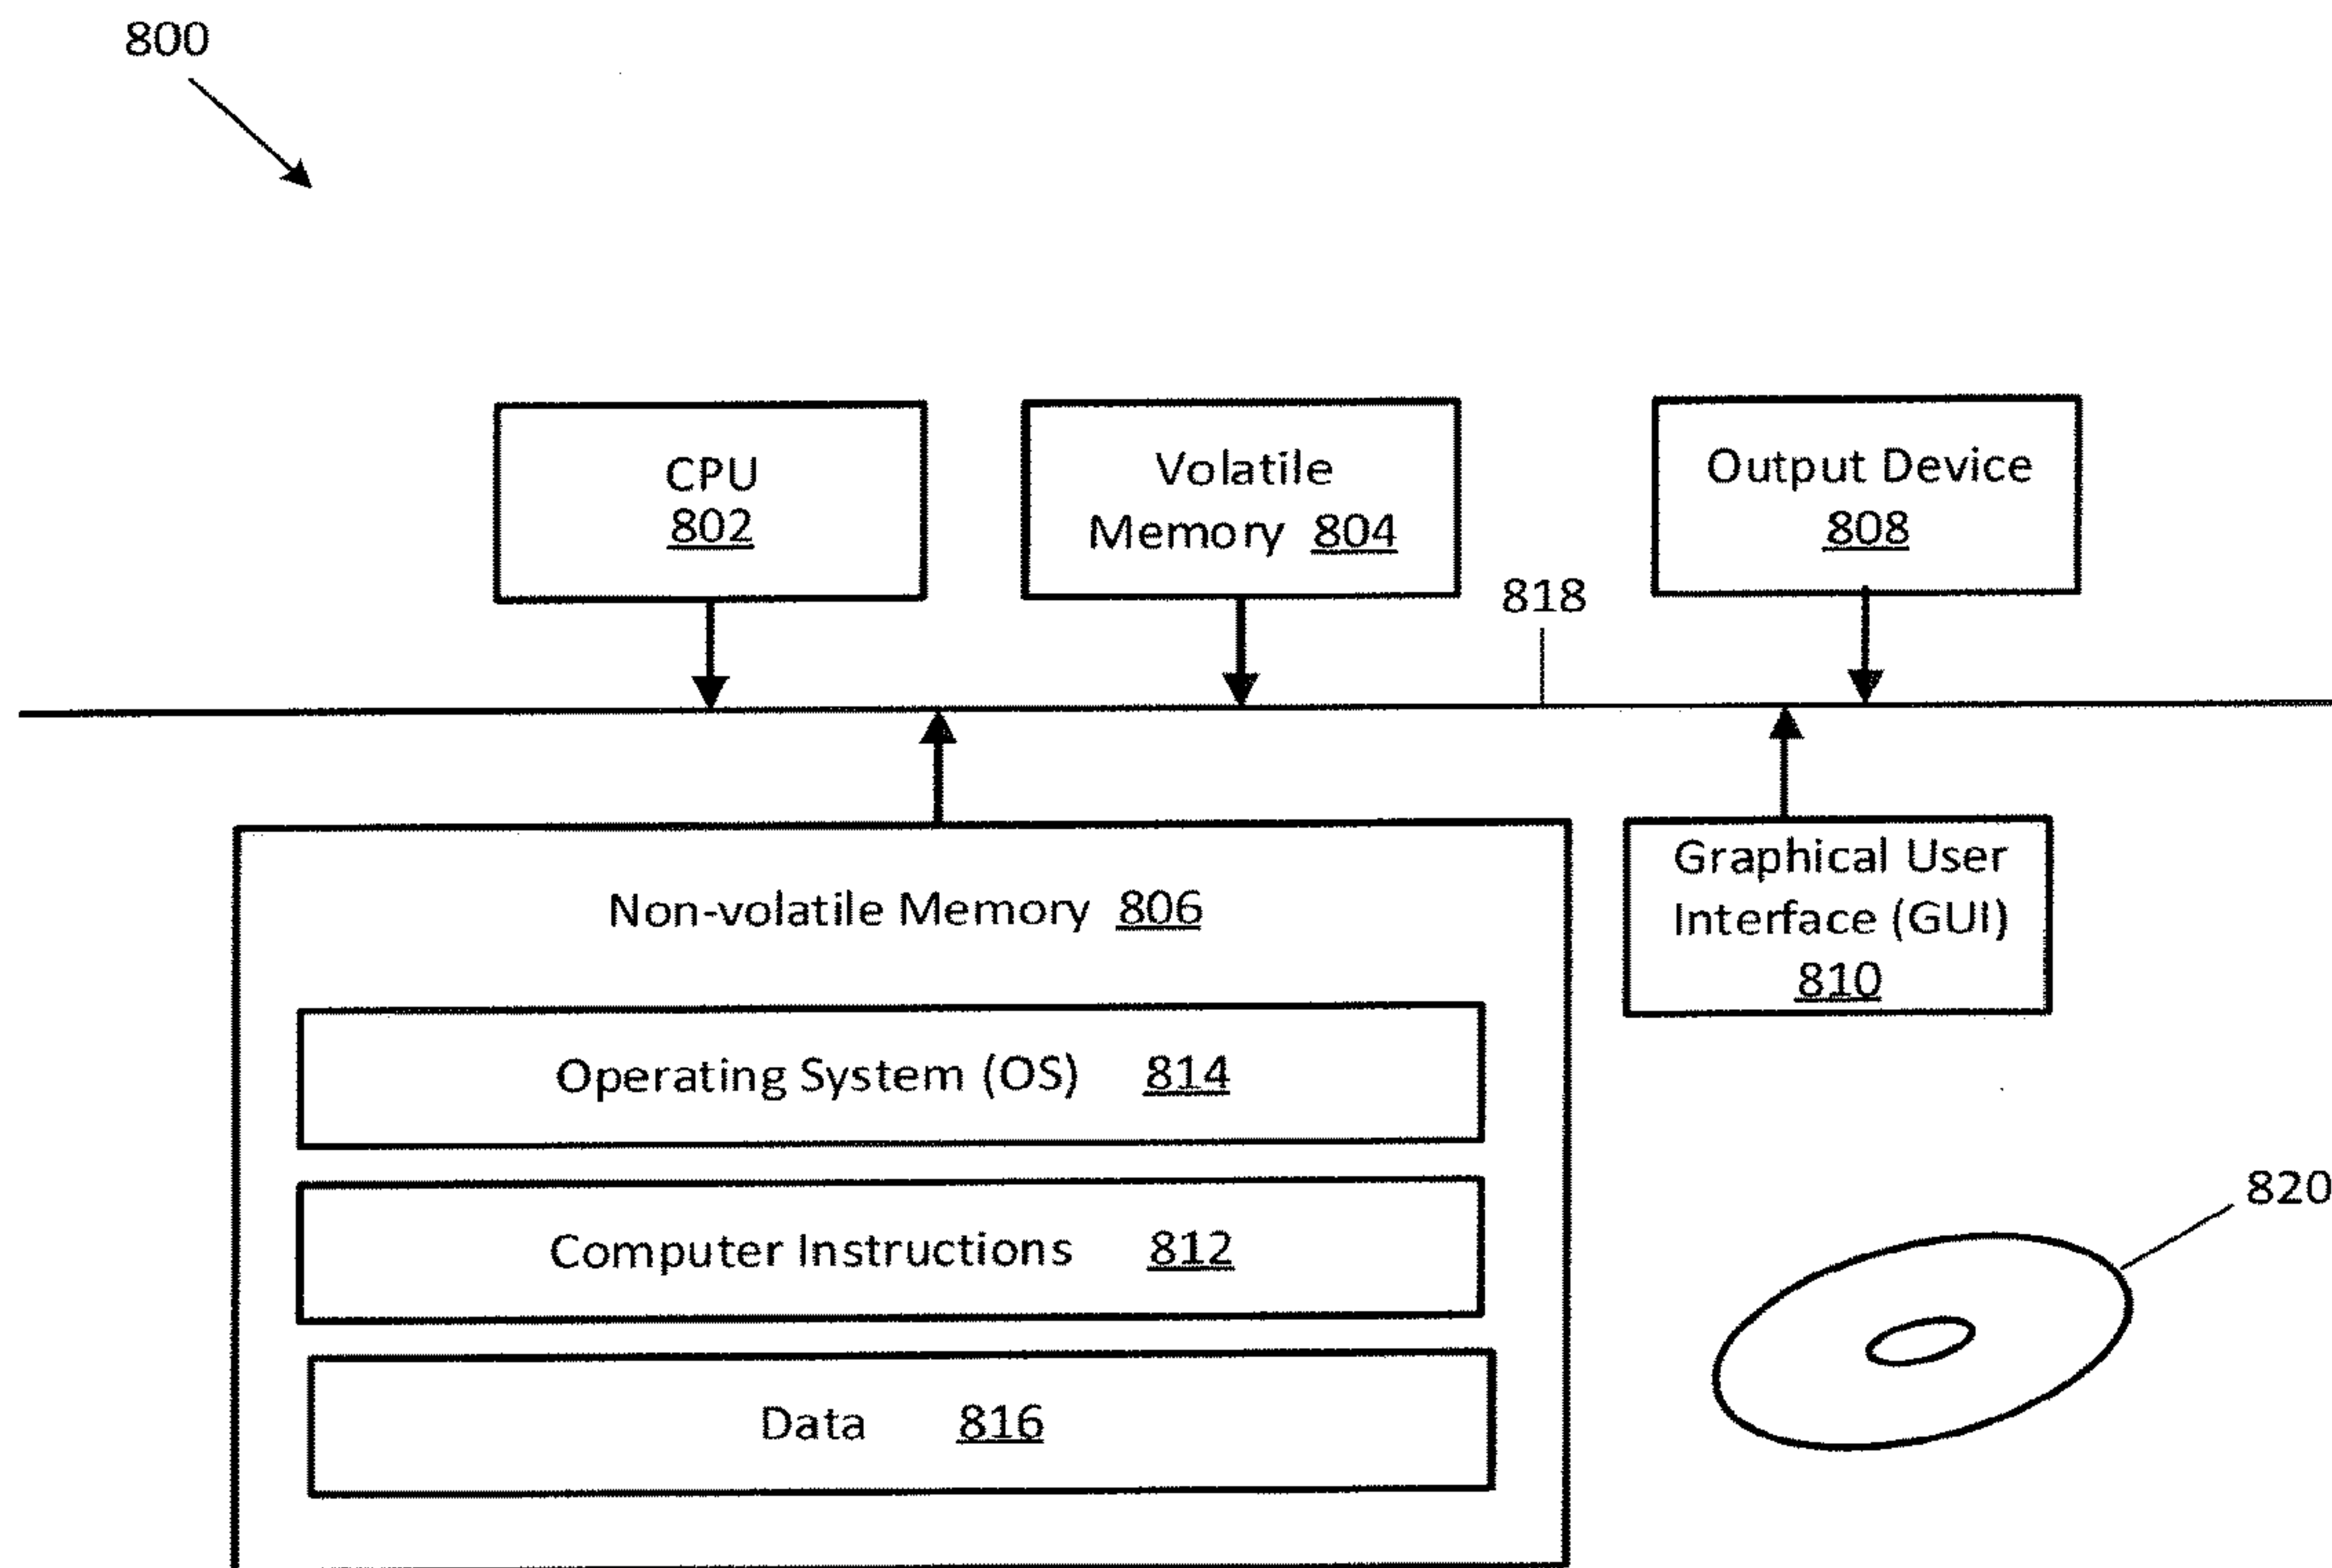 800
CPU
802
Volatile
Memory 804
Output Device
808
818
Non-volatile Memory 806
Graphical User
Interface (GUI)
810
Operating System (OS) 814
Computer Instructions 812
Data 816
820